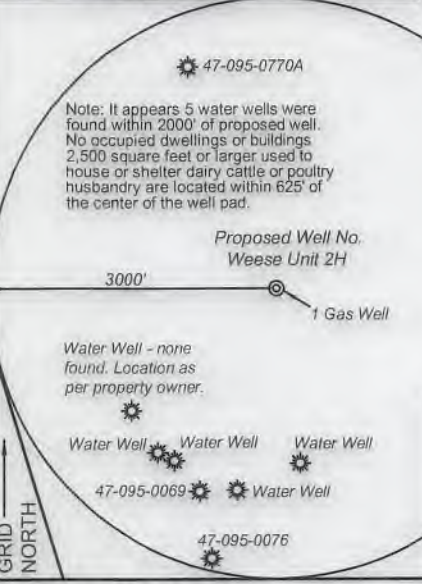 47-095-0770A
Note: It appears 5 water wells were
found within 2000' of proposed well.
No occupied dwellings or buildings
2,500 square feet or larger used to
house or shelter dairy cattle or poultry
husbandry are located within 625' of
the center of the well pad.
Proposed Well No.
Weese Unit 2H
3000'
1 Gas Well
Water Well - none
found. Location as
per property owner.
Water Well
Water Well
Water Well
47-095-0069
Water Well
47-095-0076
GRID
NORTH